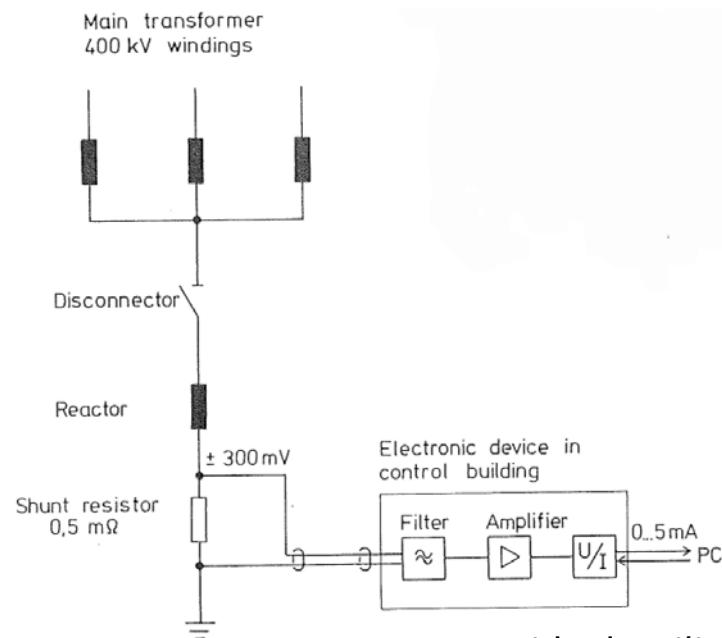 Main transformer
400 kV windings
Disconnector
Reactor
± 300 mV
Shunt resistor
0,5 mΩ
Electronic device in
control building
Filter
Amplifier
U/I
0...5 mA
PC